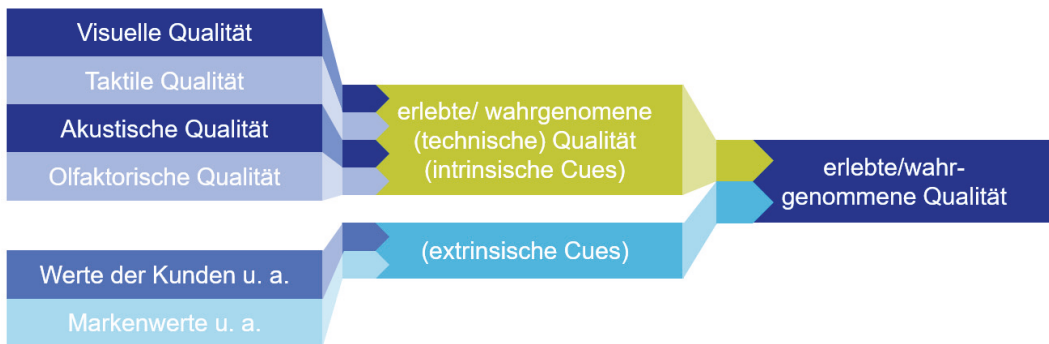 Visuelle Qualität
Taktile Qualität
Akustische Qualität
Olfaktorische Qualität
Werte der Kunden u. a.
Markenwerte u. a.
erlebte/ wahrgenomene
(technische) Qualität
(intrinsische Cues)
(extrinsische Cues)
erlebte/wahr-
genommene Qualität